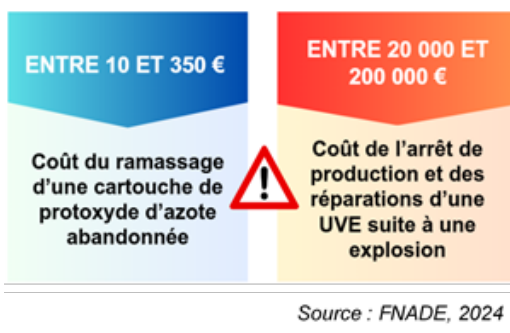 ENTRE 10 ET 350 €
Coût du ramassage
d'une cartouche de
protoxyde d'azote
abandonnée
ENTRE 20 000 ET
200 000 €
Coût de l'arrêt de
production et des
réparations d'une
UVE suite à une
explosion
!
Source : FNADE, 2024